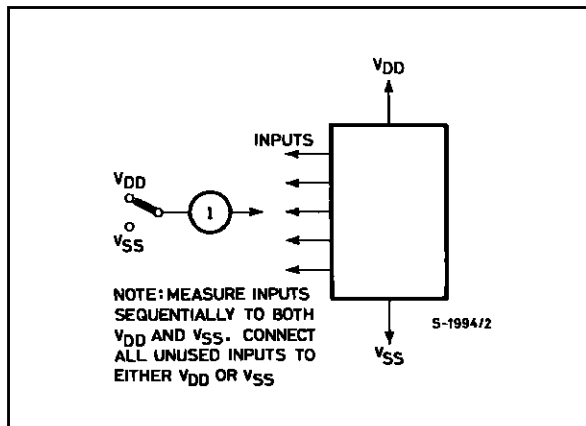 VDD
INPUTS
VDD
I
VSS
NOTE: MEASURE INPUTS
SEQUENTIALLY TO BOTH
VDD AND VSS. CONNECT
ALL UNUSED INPUTS TO
EITHER VDD OR VSS
S-1994/2
VSS